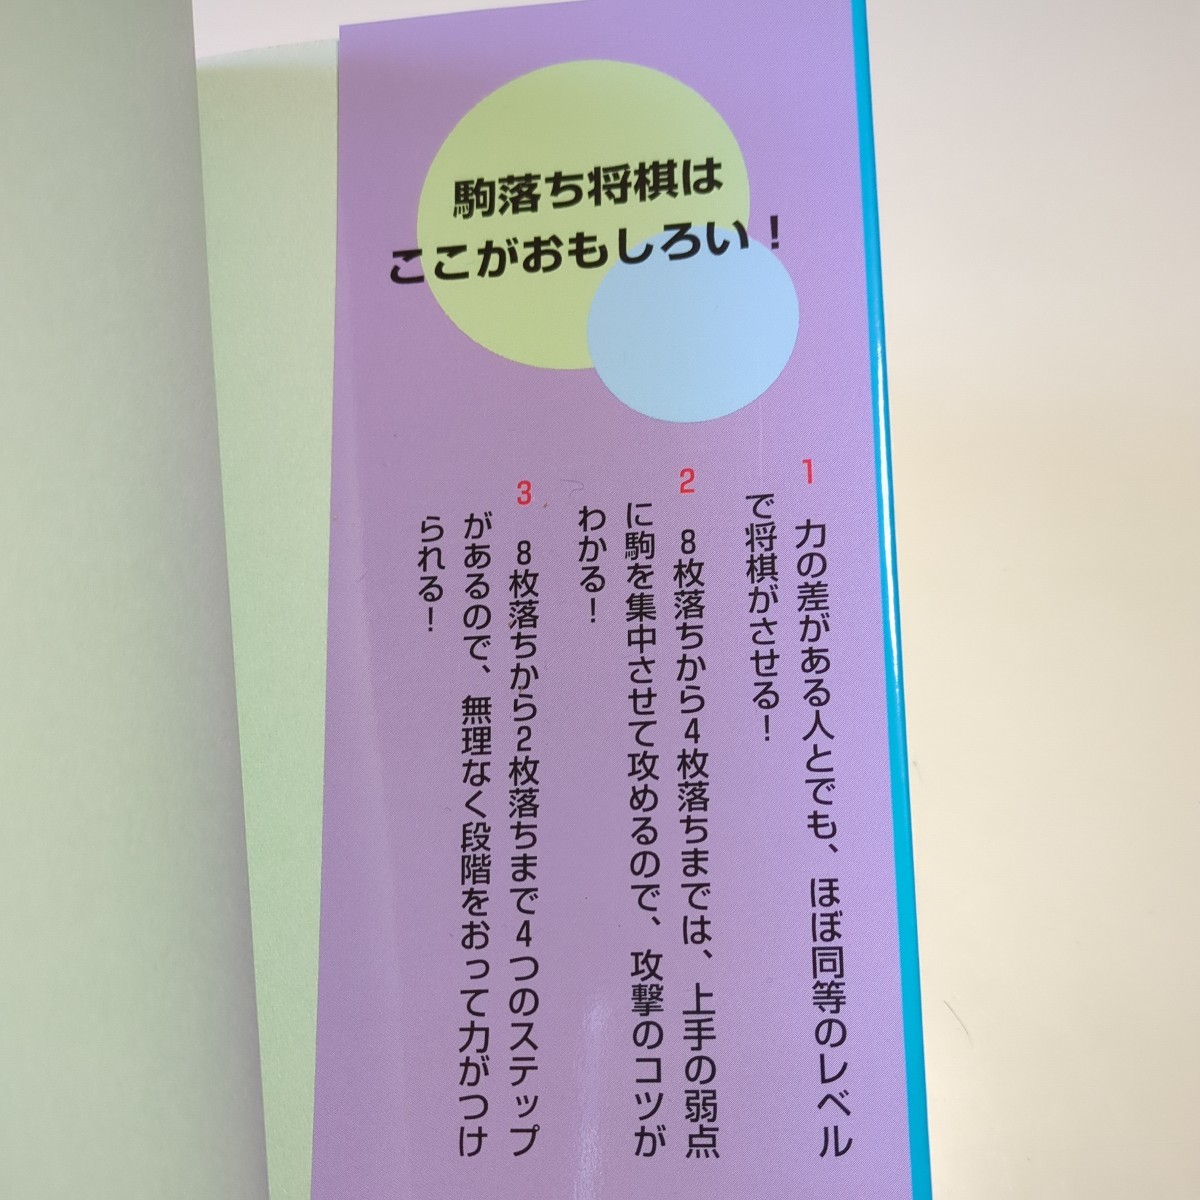 駒落ち将棋は
ここがおもしろい！
1　力の差がある人とでも、ほぼ同等のレベル
で将棋がさせる！
2　8枚落ちから4枚落ちまでは、上手の弱点
に駒を集中させて攻めるので、攻撃のコツが
わかる！
3　8枚落ちから2枚落ちまで4つのステップ
があるので、無理なく段階をおって力がつけ
られる！